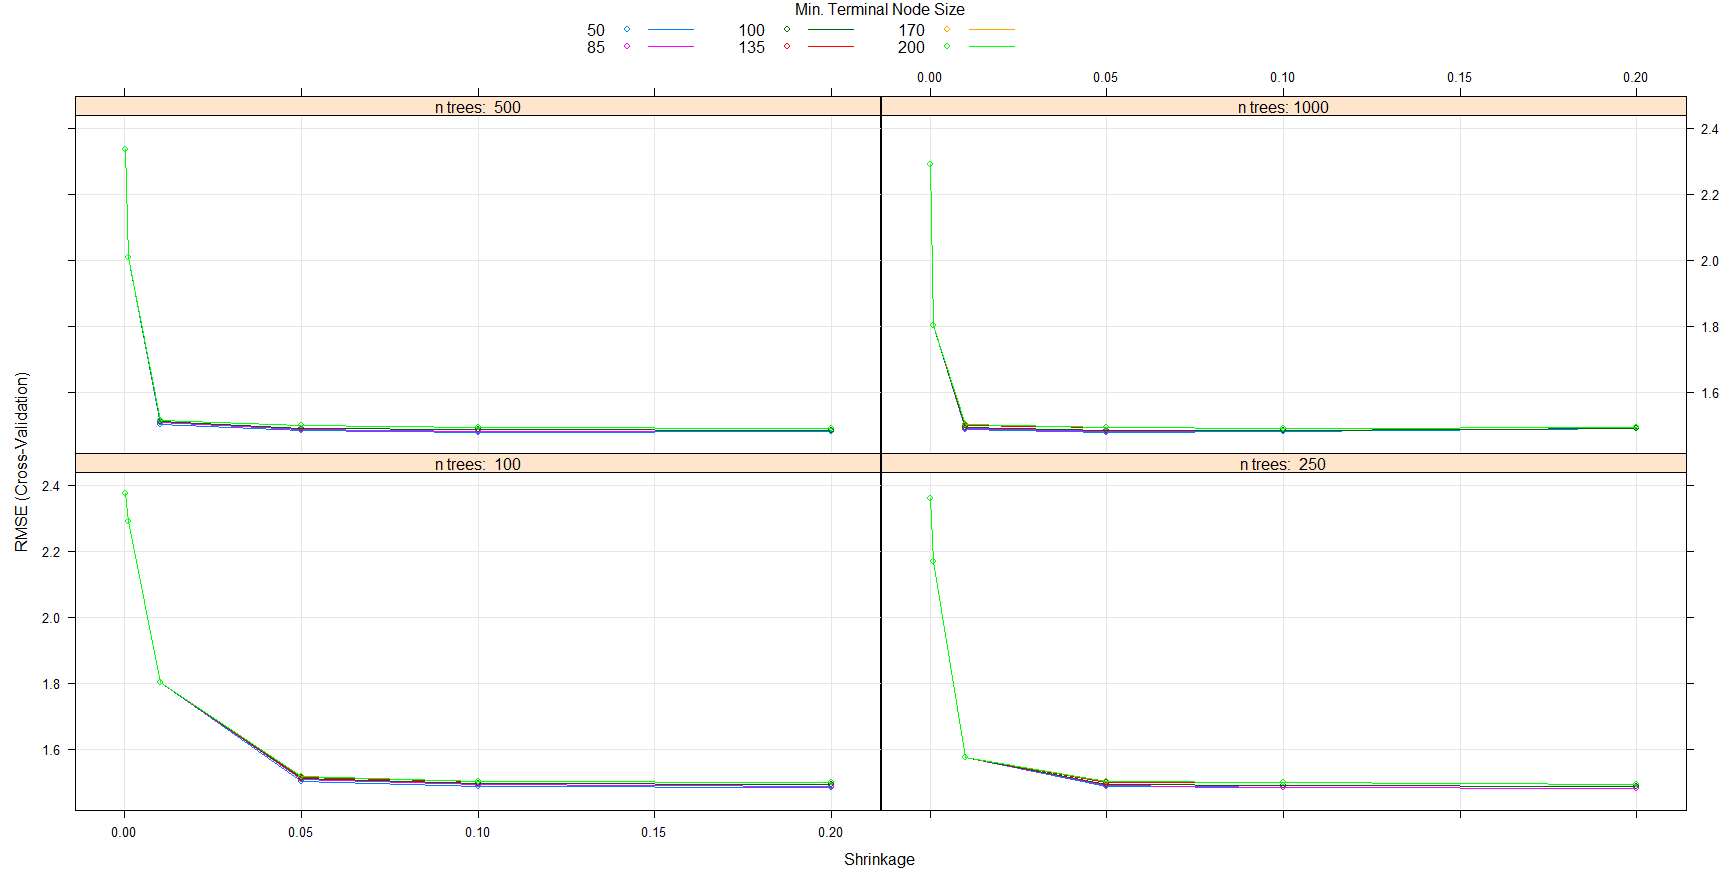 Min. Terminal Node Size
50 100 170
85 135 200
0.00 0.05 0.10 0.15 0.20
n trees: 500 n trees: 1000
2.4
2.2
2.0
1.8
1.6
RMSE (Cross-Validation)
n trees: 100 n trees: 250
2.4
2.2
2.0
1.8
1.6
0.00 0.05 0.10 0.15 0.20
Shrinkage